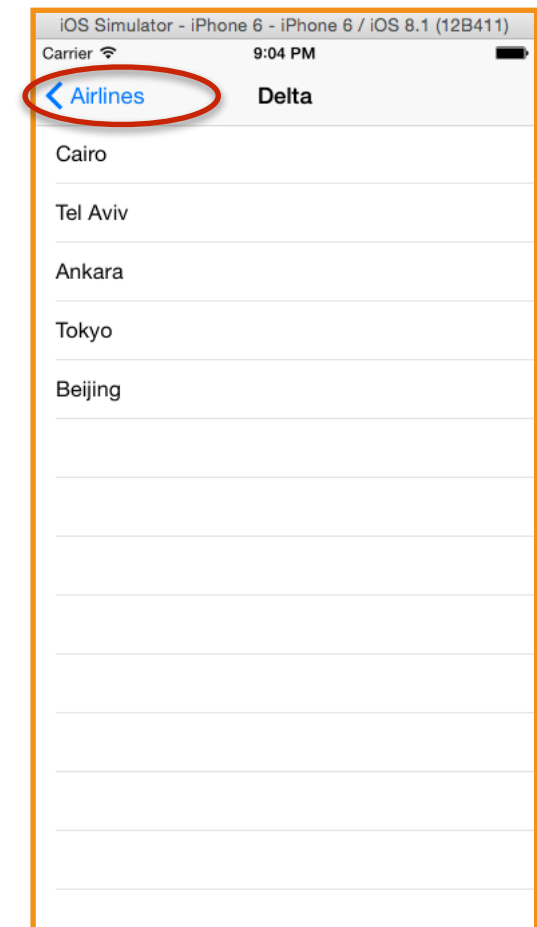 iOS Simulator - iPhone 6 - iPhone 6 / iOS 8.1 (12B411)
Carrier 9:04 PM
Airlines Delta
Cairo
Tel Aviv
Ankara
Tokyo
Beijing